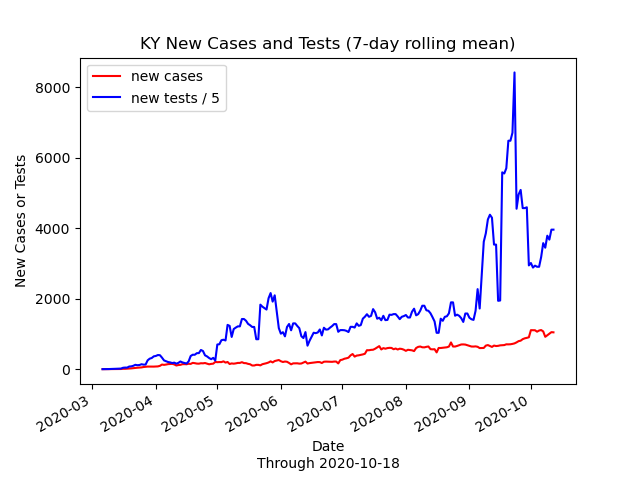 KY New Cases and Tests (7-day rolling mean)
new cases
new tests / 5
New Cases or Tests
8000
6000
4000
2000
0
2020-03
2020-04
2020-05
2020-06
2020-07
2020-08
2020-09
2020-10
Date
Through 2020-10-18